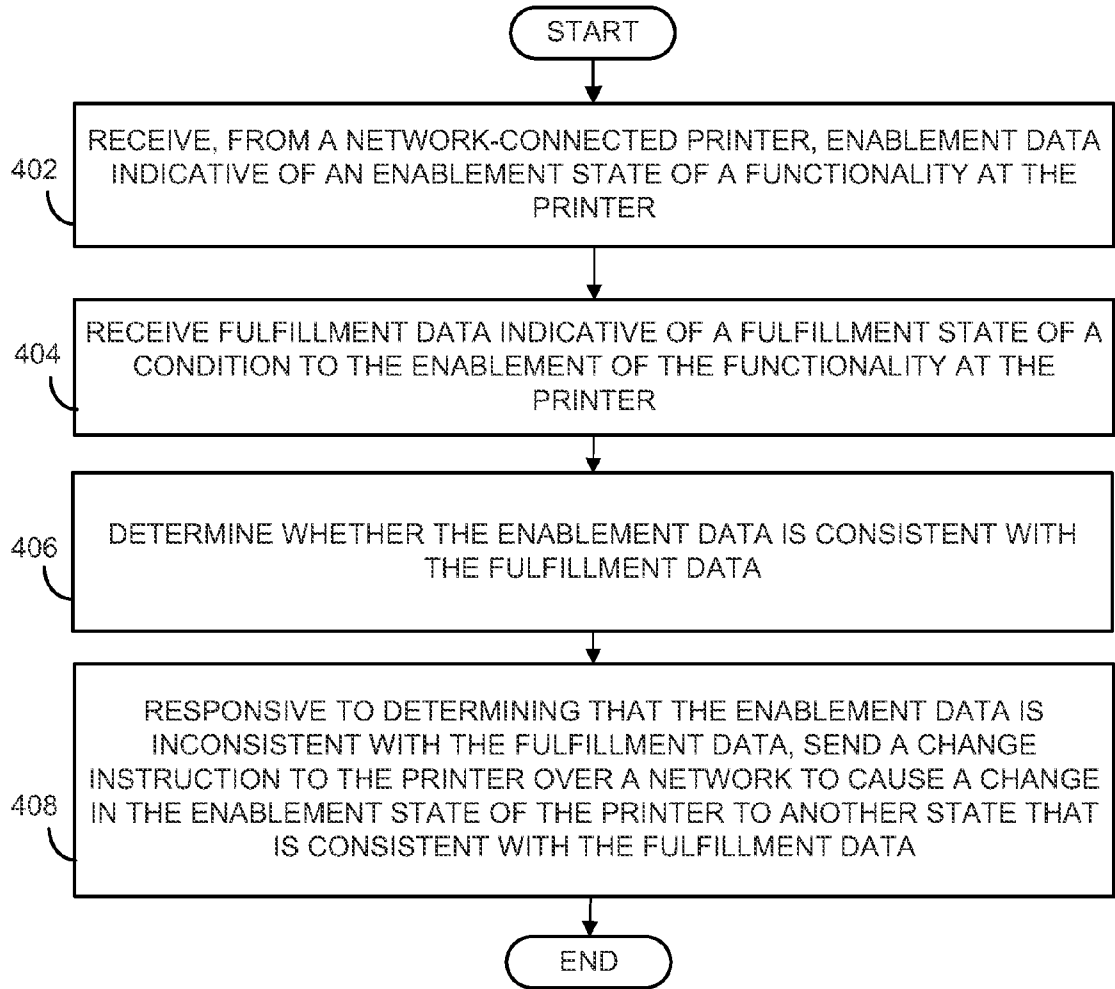 START
402
RECEIVE, FROM A NETWORK-CONNECTED PRINTER, ENABLEMENT DATA
INDICATIVE OF AN ENABLEMENT STATE OF A FUNCTIONALITY AT THE
PRINTER
404
RECEIVE FULFILLMENT DATA INDICATIVE OF A FULFILLMENT STATE OF A
CONDITION TO THE ENABLEMENT OF THE FUNCTIONALITY AT THE
PRINTER
406
DETERMINE WHETHER THE ENABLEMENT DATA IS CONSISTENT WITH
THE FULFILLMENT DATA
408
RESPONSIVE TO DETERMINING THAT THE ENABLEMENT DATA IS
INCONSISTENT WITH THE FULFILLMENT DATA, SEND A CHANGE
INSTRUCTION TO THE PRINTER OVER A NETWORK TO CAUSE A CHANGE
IN THE ENABLEMENT STATE OF THE PRINTER TO ANOTHER STATE THAT
IS CONSISTENT WITH THE FULFILLMENT DATA
END